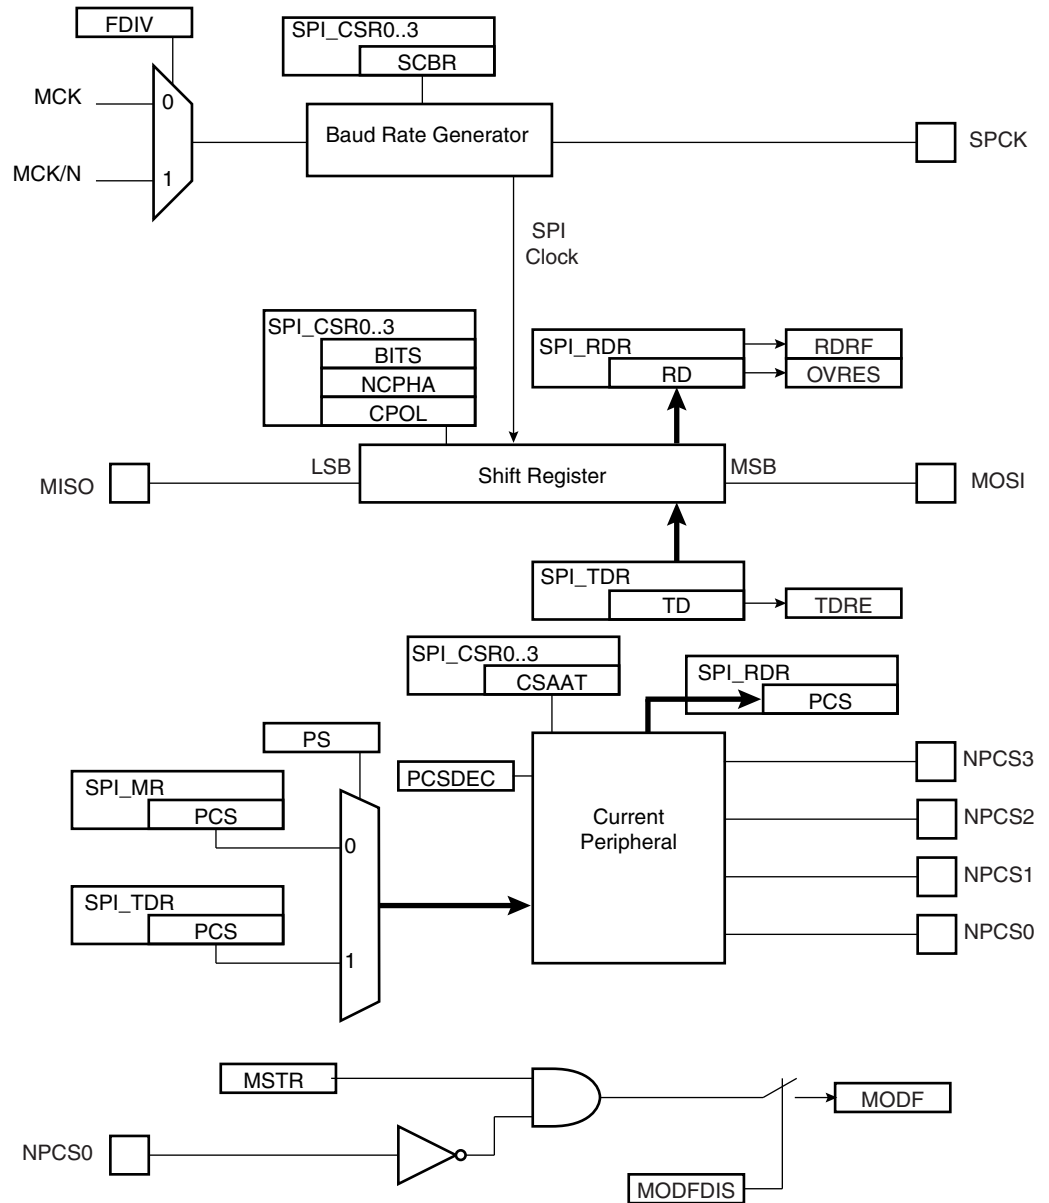 FDIV
SPI_CSR0..3
SCBR
MCK
0
Baud Rate Generator
SPCK
MCK/N
1
SPI
Clock
SPI_CSR0..3
BITS
NCPHA
CPOL
SPI_RDR
RD
RDRF
OVRES
LSB
MSB
MISO
Shift Register
MOSI
SPI_TDR
TD
TDRE
SPI_CSR0..3
CSAAT
SPI_RDR
PCS
PS
SPI_MR
PCS
0
PCSDEC
Current
Peripheral
NPCS3
NPCS2
NPCS1
NPCS0
SPI_TDR
PCS
1
MSTR
MODF
NPCS0
MODFDIS